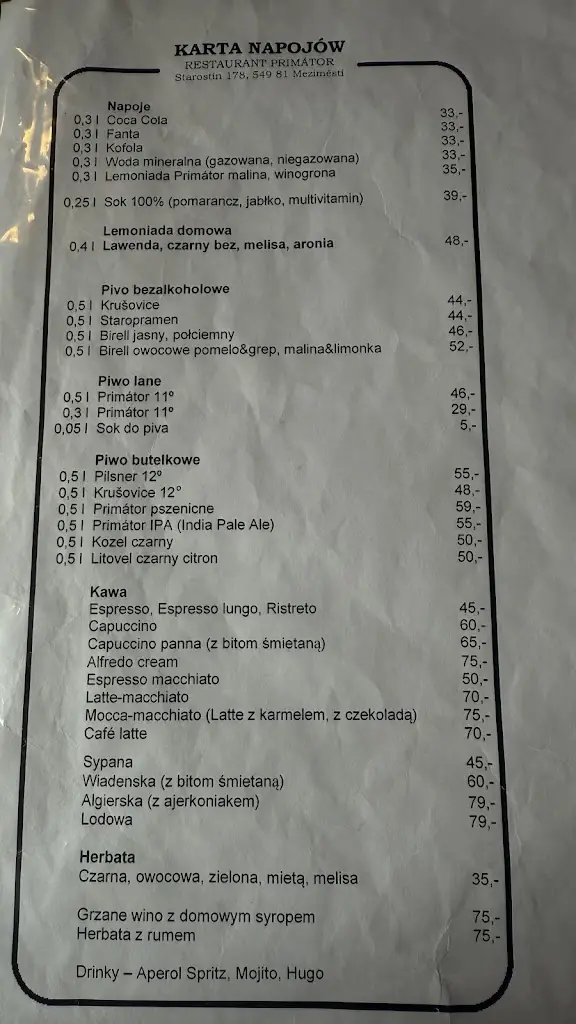 KARTA NAPOJÓW
RESTAURANT PRIMÁTOR
Starostín 178, 549 81 Meziměstí
Napoje
0,3 l Coca Cola 33,-
0,3 l Fanta 33,-
0,3 l Kofola 33,-
0,3 l Woda mineralna (gazowana, niegazowana) 33,-
0,3 l Lemoniada Primátor malina, winogrona 35,-
0,25 l Sok 100% (pomarancz, jabłko, multivitamin) 39,-
Lemoniada domowa
0,4 l Lawenda, czarny bez, melisa, aronia 48,-
Pivo bezalkoholowe
0,5 l Krušovice 44,-
0,5 l Staropramen 44,-
0,5 l Birell jasny, połciemny 46,-
0,5 l Birell owocowe pomelo&grep, malina&limonka 52,-
Piwo lane
0,5 l Primátor 11º 46,-
0,3 l Primátor 11º 29,-
0,05 l Sok do piva 5,-
Piwo butelkowe
0,5 l Pilsner 12º 55,-
0,5 l Krušovice 12° 48,-
0,5 l Primátor pszenicne 59,-
0,5 l Primátor IPA (India Pale Ale) 55,-
0,5 l Kozel czarny 50,-
0,5 l Litovel czarny citron 50,-
Kawa
Espresso, Espresso lungo, Ristreto 45,-
Capuccino 60,-
Capuccino panna (z bitom śmietaną) 65,-
Alfredo cream 75,-
Espresso macchiato 50,-
Latte-macchiato 70,-
Mocca-macchiato (Latte z karmelem, z czekoladą) 75,-
Café latte 70,-
Sypana 45,-
Wiadenska (z bitom śmietaną) 60,-
Algierska (z ajerkoniakem) 79,-
Lodowa 79,-
Herbata
Czarna, owocowa, zielona, mietą, melisa 35,-
Grzane wino z domowym syropem 75,-
Herbata z rumem 75,-
Drinky – Aperol Spritz, Mojito, Hugo